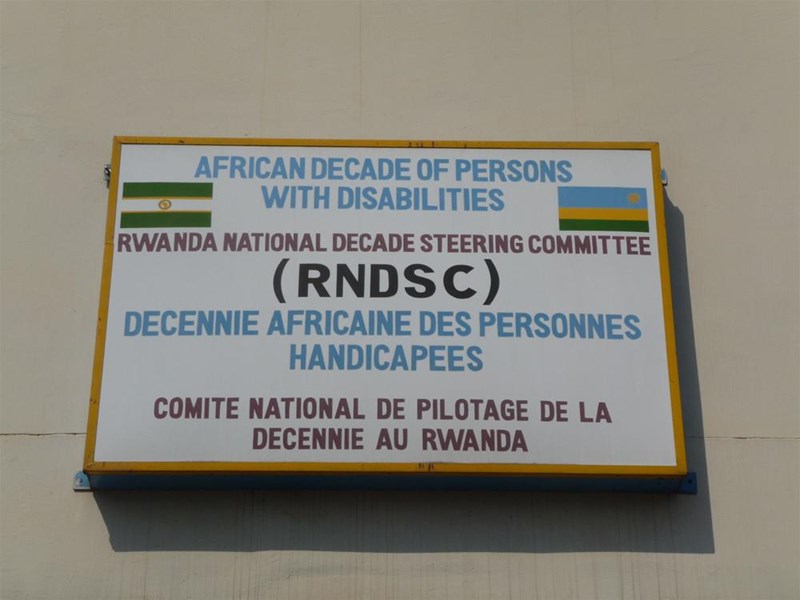 AFRICAN DECADE OF PERSONS
WITH DISABILITIES
RWANDA NATIONAL DECADE STEERING COMMITTEE
(RNDSC)
DECENNIE AFRICAINE DES PERSONNES
HANDICAPEES
COMITE NATIONAL DE PILOTAGE DE LA
DECENNIE AU RWANDA